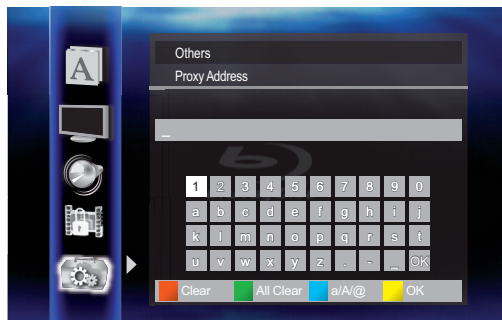 A
Others
Proxy Address
_
1 2 3 4 5 6 7 8 9 0
a b c d e f g h i j
k l m n o p q r s t
u v w x y z . - _ OK
Clear All Clear a/A/@ OK